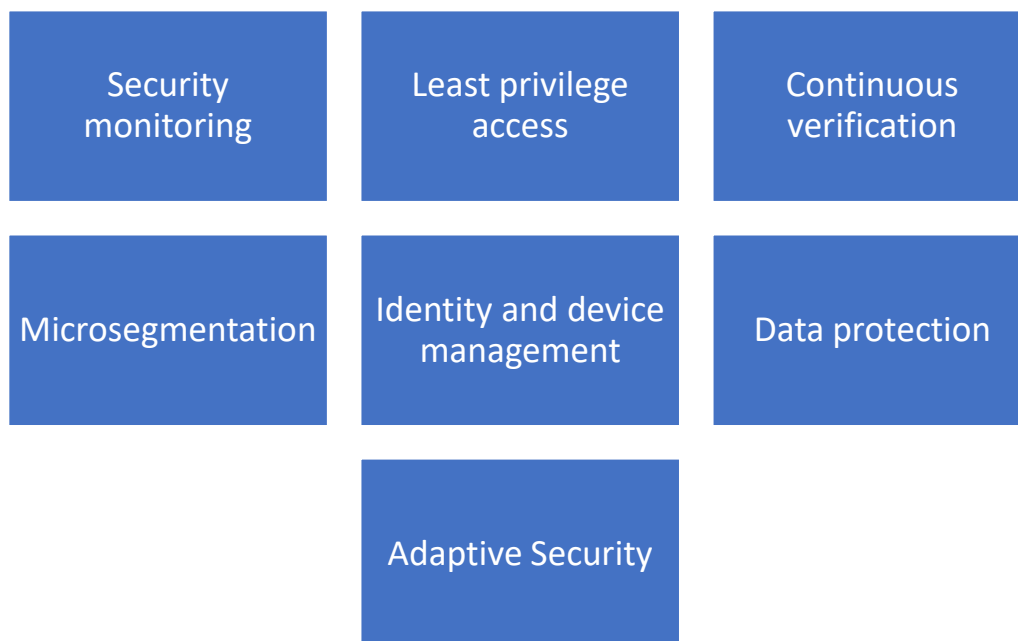 Security
monitoring
Least privilege
access
Continuous
verification
Microsegmentation
Identity and device
management
Data protection
Adaptive Security